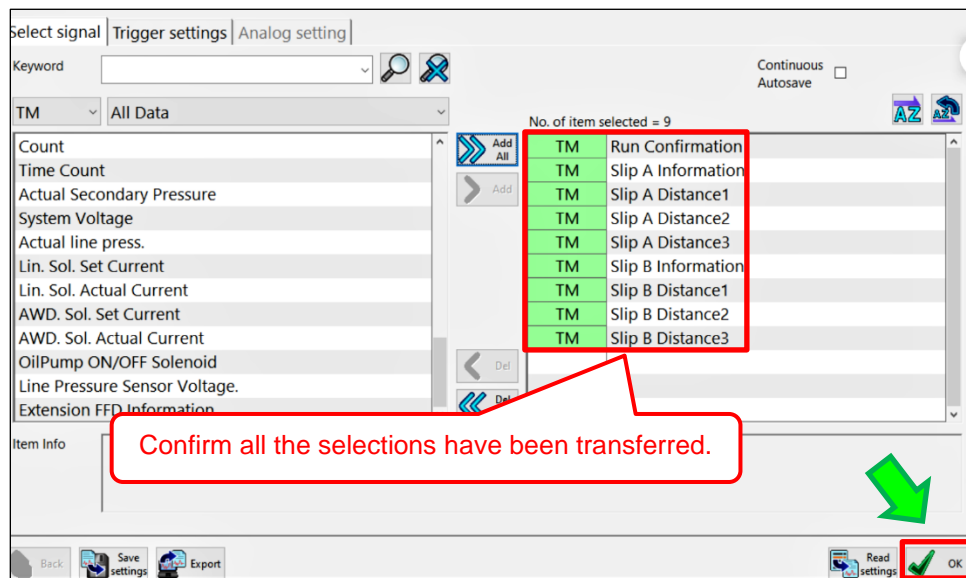 Select signal Trigger settings Analog setting
Keyword
Continuous
Autosave
TM All Data
AZ AZ
No. of item selected = 9
Count
Time Count
Actual Secondary Pressure
System Voltage
Actual line press.
Lin. Sol. Set Current
Lin. Sol. Actual Current
AWD. Sol. Set Current
AWD. Sol. Actual Current
OilPump ON/OFF Solenoid
Line Pressure Sensor Voltage.
Extension FFD Information
Add
All
Add
Del
Del
TM Run Confirmation
TM Slip A Information
TM Slip A Distance1
TM Slip A Distance2
TM Slip A Distance3
TM Slip B Information
TM Slip B Distance1
TM Slip B Distance2
TM Slip B Distance3
Item Info
Confirm all the selections have been transferred.
Back
Save
settings
Export
Read
settings
OK